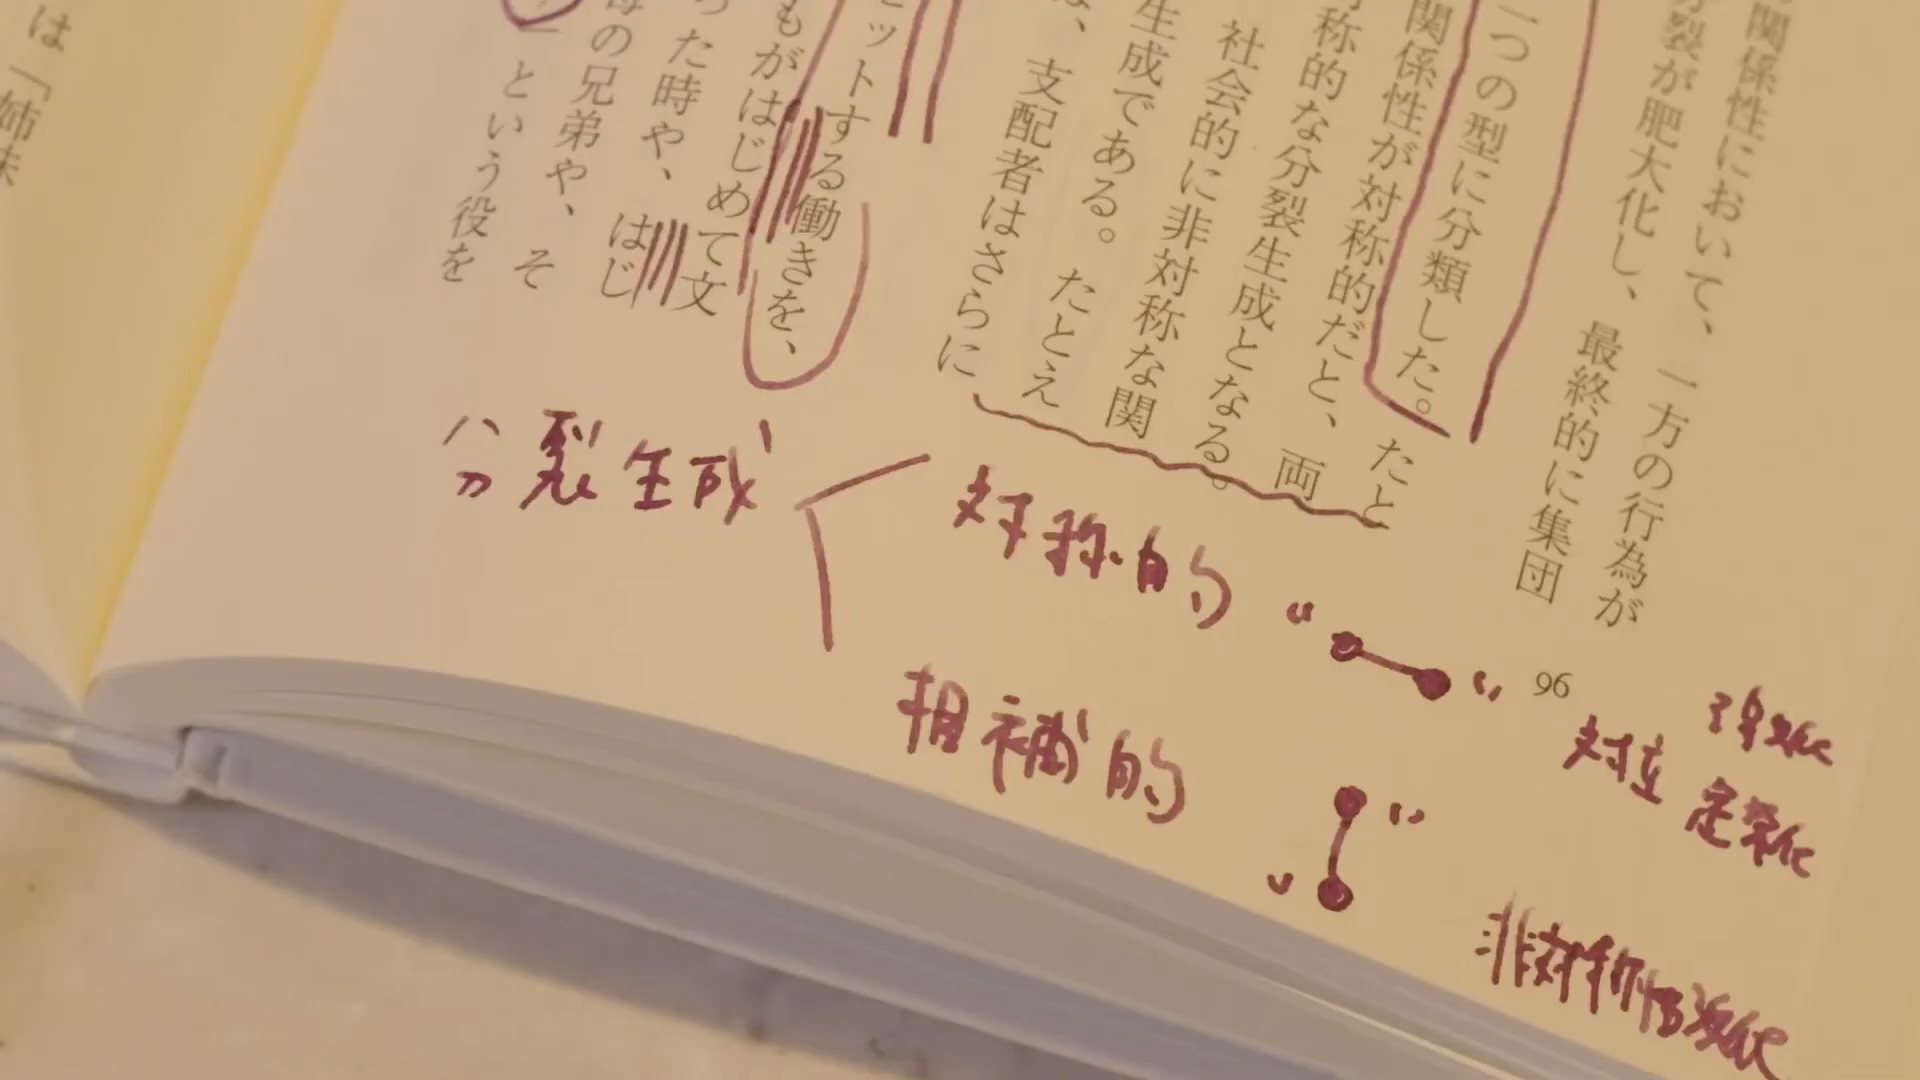 関係性において、一方の行為が
分裂が肥大化し、最終的に集団
一つの型に分類した。
関係性が対称的だと、両
称的な分裂生成となる。たと
社会的に非対称な関
生成である。たとえ
、支配者はさらに
ットする働きを、
もがはじめて文
った時や、はじ
の兄弟や、そ
という役を
は「姉妹
分裂生成
対称的
相補的
96
対立
定常化
非対称